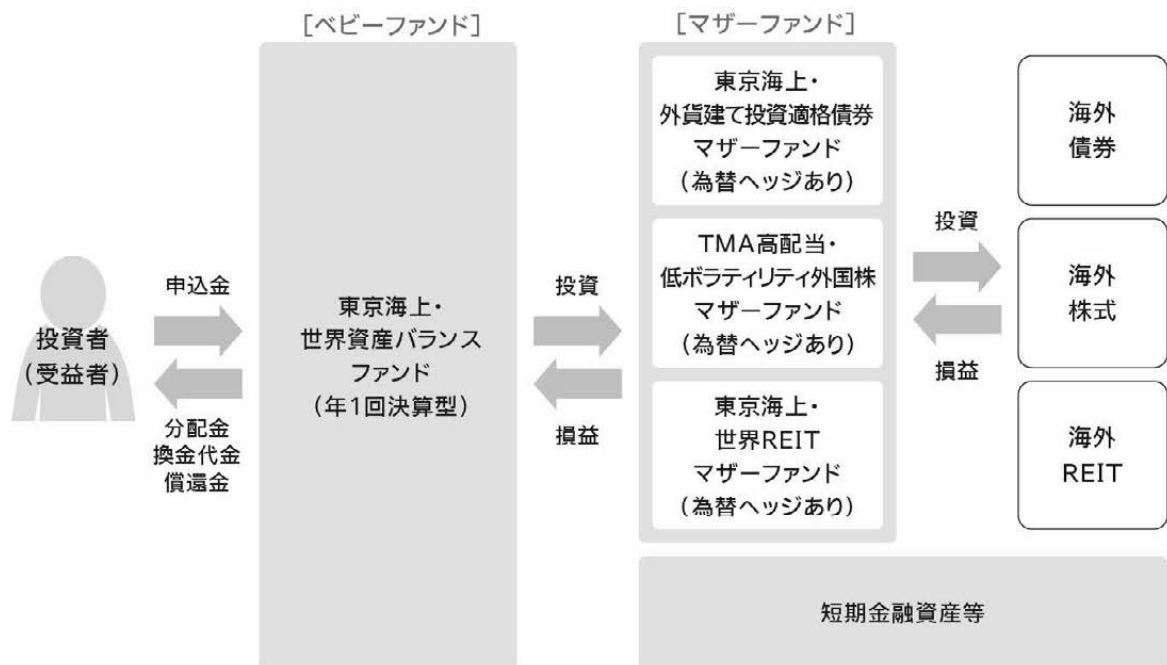 [ベビーファンド]
[マザーファンド]
投資者
（受益者）
申込金
分配金
換金代金
償還金
東京海上・
世界資産バランス
ファンド
（年1回決算型）
投資
損益
東京海上・
外貨建て投資適格債券
マザーファンド
（為替ヘッジあり）
TMA高配当・
低ボラティリティ外国株
マザーファンド
（為替ヘッジあり）
東京海上・
世界REIT
マザーファンド
（為替ヘッジあり）
投資
損益
海外
債券
海外
株式
海外
REIT
短期金融資産等